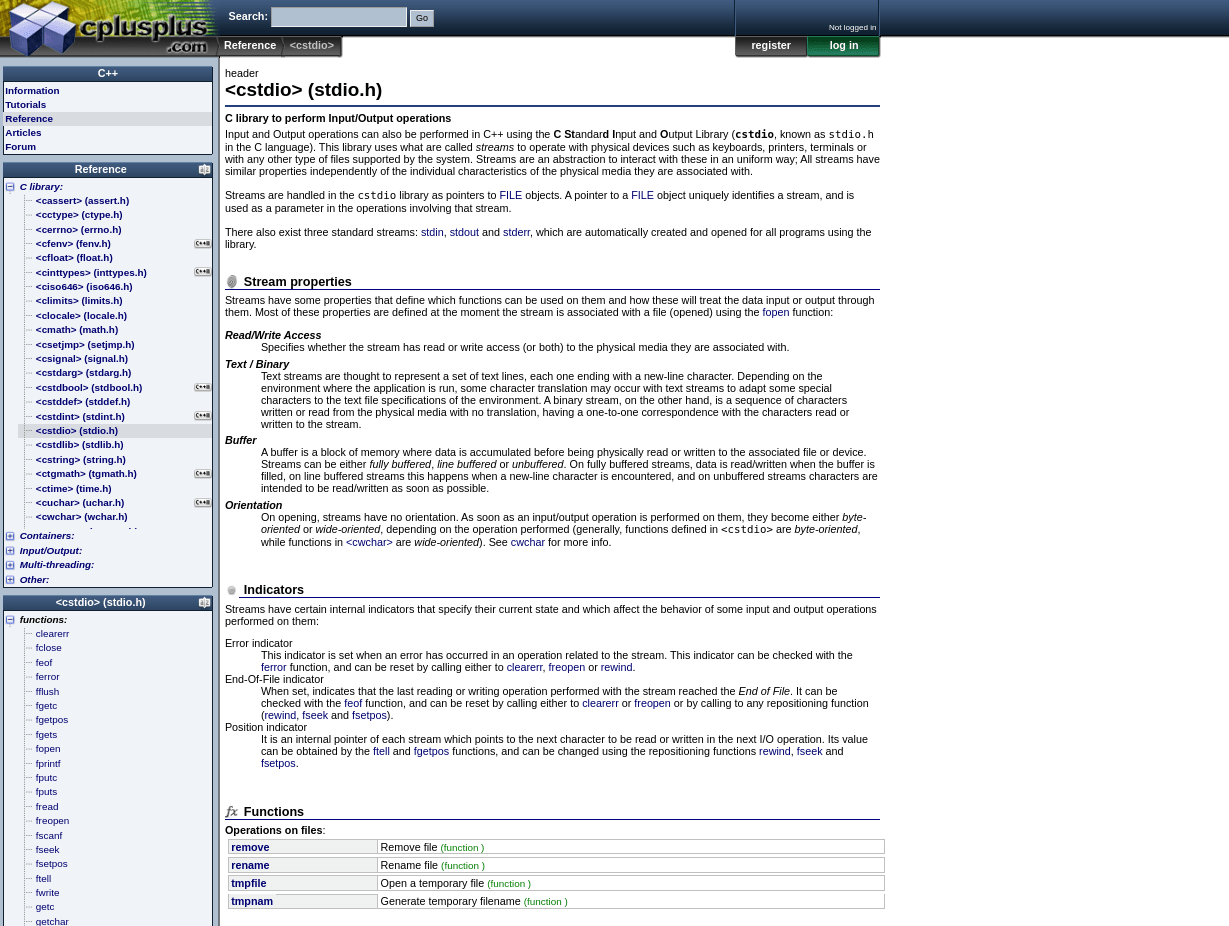 cplusplus
.com
Search:
Go
Not logged in
Reference
<cstdio>
register
log in
C++
Information
Tutorials
Reference
Articles
Forum
Reference
C library:
<cassert> (assert.h)
<cctype> (ctype.h)
<cerrno> (errno.h)
<cfenv> (fenv.h)
<cfloat> (float.h)
<cinttypes> (inttypes.h)
<ciso646> (iso646.h)
<climits> (limits.h)
<clocale> (locale.h)
<cmath> (math.h)
<csetjmp> (setjmp.h)
<csignal> (signal.h)
<cstdarg> (stdarg.h)
<cstdbool> (stdbool.h)
<cstddef> (stddef.h)
<cstdint> (stdint.h)
<cstdio> (stdio.h)
<cstdlib> (stdlib.h)
<cstring> (string.h)
<ctgmath> (tgmath.h)
<ctime> (time.h)
<cuchar> (uchar.h)
<cwchar> (wchar.h)
Containers:
Input/Output:
Multi-threading:
Other:
<cstdio> (stdio.h)
functions:
clearerr
fclose
feof
ferror
fflush
fgetc
fgetpos
fgets
fopen
fprintf
fputc
fputs
fread
freopen
fscanf
fseek
fsetpos
ftell
fwrite
getc
getchar
header
<cstdio> (stdio.h)
C library to perform Input/Output operations
Input and Output operations can also be performed in C++ using the C Standard Input and Output Library (cstdio, known as stdio.h
in the C language). This library uses what are called streams to operate with physical devices such as keyboards, printers, terminals or
with any other type of files supported by the system. Streams are an abstraction to interact with these in an uniform way; All streams have
similar properties independently of the individual characteristics of the physical media they are associated with.
Streams are handled in the cstdio library as pointers to FILE objects. A pointer to a FILE object uniquely identifies a stream, and is
used as a parameter in the operations involving that stream.
There also exist three standard streams: stdin, stdout and stderr, which are automatically created and opened for all programs using the
library.
Stream properties
Streams have some properties that define which functions can be used on them and how these will treat the data input or output through
them. Most of these properties are defined at the moment the stream is associated with a file (opened) using the fopen function:
Read/Write Access
Specifies whether the stream has read or write access (or both) to the physical media they are associated with.
Text / Binary
Text streams are thought to represent a set of text lines, each one ending with a new-line character. Depending on the
environment where the application is run, some character translation may occur with text streams to adapt some special
characters to the text file specifications of the environment. A binary stream, on the other hand, is a sequence of characters
written or read from the physical media with no translation, having a one-to-one correspondence with the characters read or
written to the stream.
Buffer
A buffer is a block of memory where data is accumulated before being physically read or written to the associated file or device.
Streams can be either fully buffered, line buffered or unbuffered. On fully buffered streams, data is read/written when the buffer is
filled, on line buffered streams this happens when a new-line character is encountered, and on unbuffered streams characters are
intended to be read/written as soon as possible.
Orientation
On opening, streams have no orientation. As soon as an input/output operation is performed on them, they become either byte-
oriented or wide-oriented, depending on the operation performed (generally, functions defined in <cstdio> are byte-oriented,
while functions in <cwchar> are wide-oriented). See cwchar for more info.
Indicators
Streams have certain internal indicators that specify their current state and which affect the behavior of some input and output operations
performed on them:
Error indicator
This indicator is set when an error has occurred in an operation related to the stream. This indicator can be checked with the
ferror function, and can be reset by calling either to clearerr, freopen or rewind.
End-Of-File indicator
When set, indicates that the last reading or writing operation performed with the stream reached the End of File. It can be
checked with the feof function, and can be reset by calling either to clearerr or freopen or by calling to any repositioning function
(rewind, fseek and fsetpos).
Position indicator
It is an internal pointer of each stream which points to the next character to be read or written in the next I/O operation. Its value
can be obtained by the ftell and fgetpos functions, and can be changed using the repositioning functions rewind, fseek and
fsetpos.
fx Functions
Operations on files:
remove Remove file (function )
rename Rename file (function )
tmpfile Open a temporary file (function )
tmpnam Generate temporary filename (function )